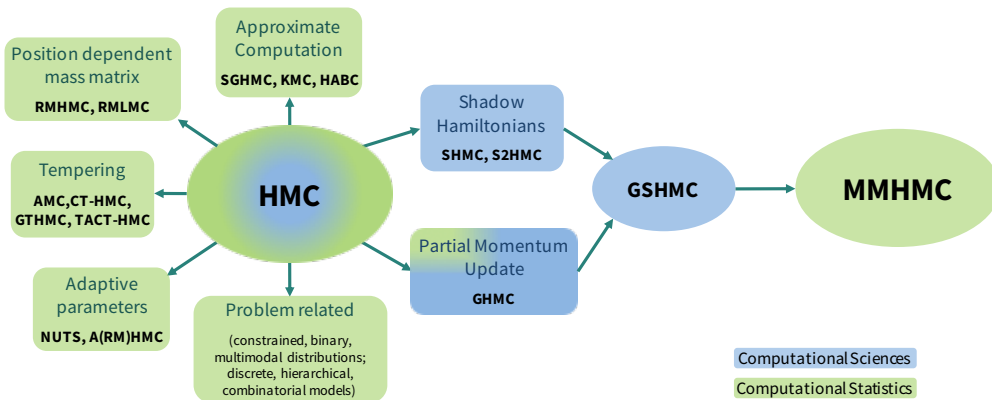 Approximate
Computation
SGHMC, KMC, HABC
Position dependent
mass matrix
RMHMC, RMLMC
Shadow
Hamiltonians
SHMC, S2HMC
Tempering
AMC,CT-HMC,
GTHMC, TACT-HMC
HMC
GSHMC
MMHMC
Partial Momentum
Update
GHMC
Adaptive
parameters
NUTS, A(RM)HMC
Problem related
(constrained, binary,
multimodal distributions;
discrete, hierarchical,
combinatorial models)
Computational Sciences
Computational Statistics